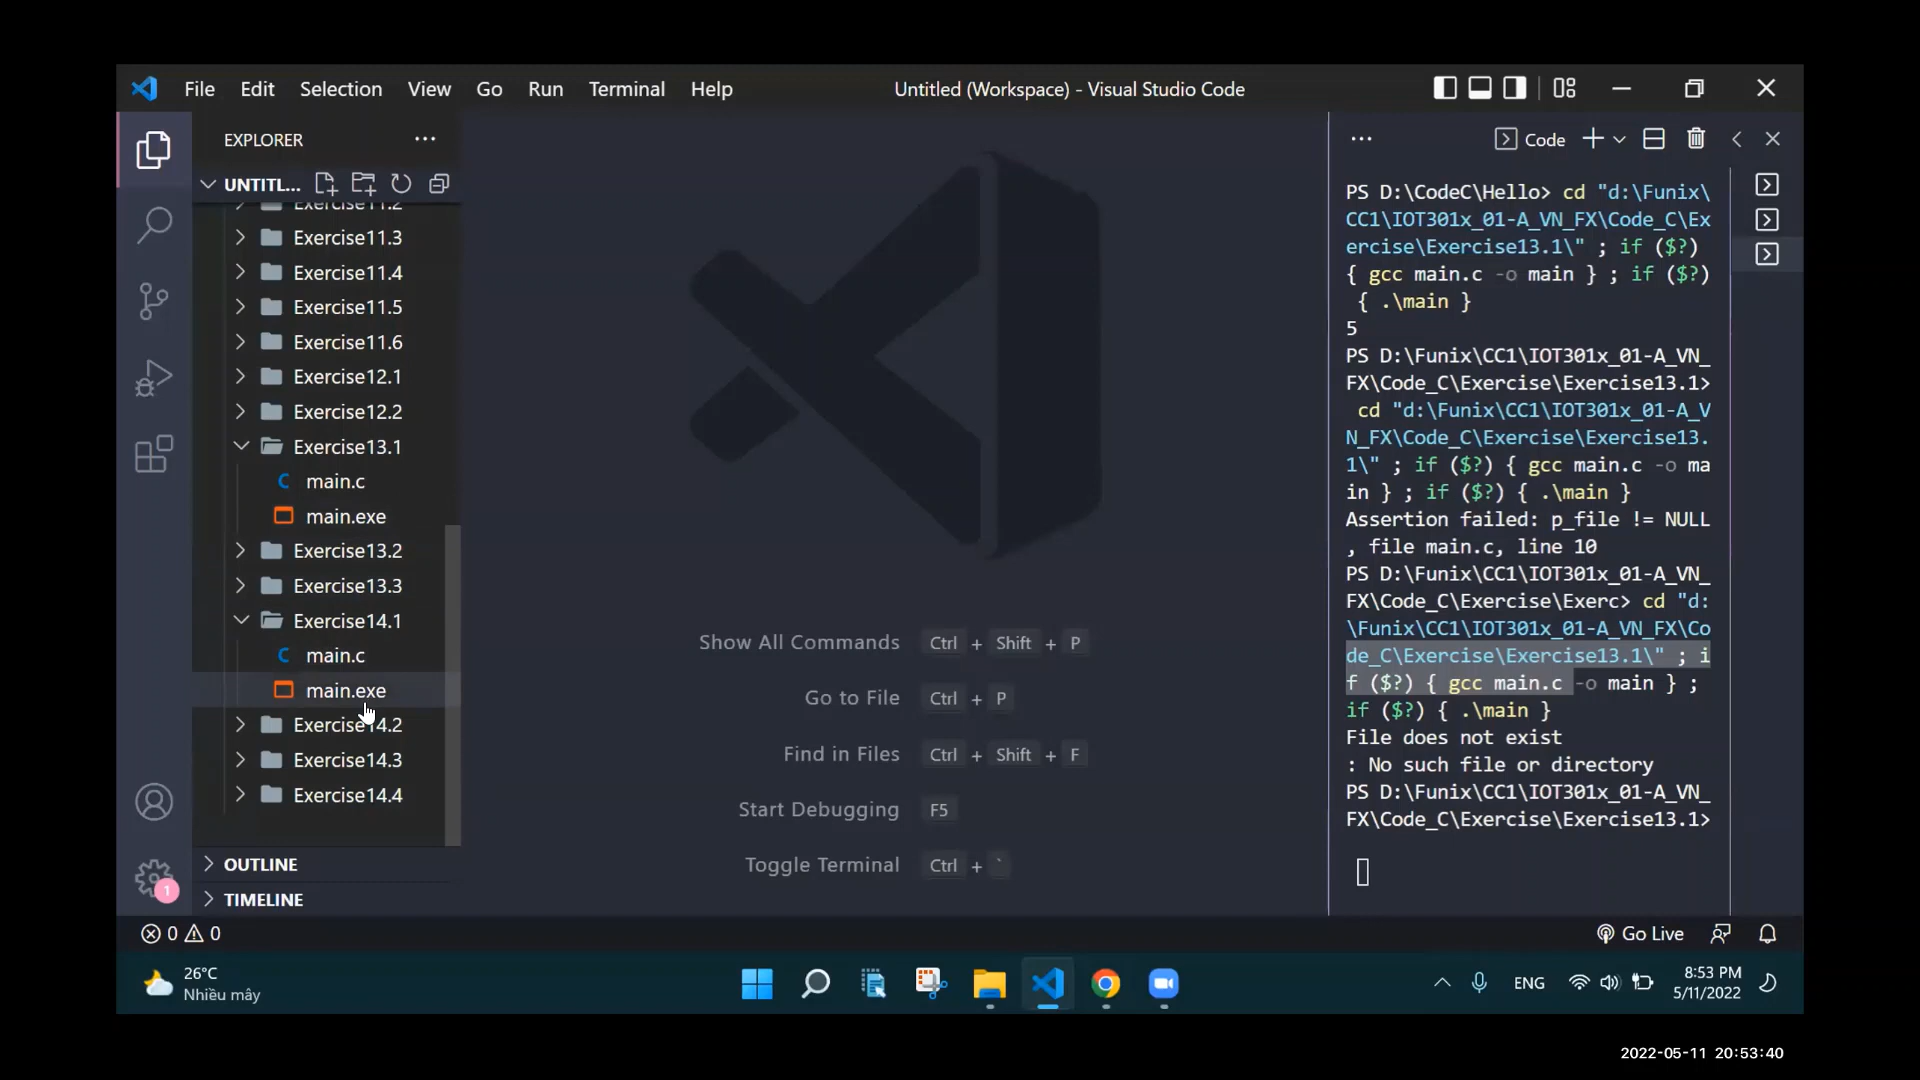 File Edit Selection View Go Run Terminal Help
Untitled (Workspace) - Visual Studio Code
EXPLORER
UNTITL...
Exercise11.2
Exercise11.3
Exercise11.4
Exercise11.5
Exercise11.6
Exercise12.1
Exercise12.2
Exercise13.1
C main.c
main.exe
Exercise13.2
Exercise13.3
Exercise14.1
C main.c
main.exe
Exercise14.2
Exercise14.3
Exercise14.4
OUTLINE
TIMELINE
Show All Commands Ctrl + Shift + P
Go to File Ctrl + P
Find in Files Ctrl + Shift + F
Start Debugging F5
Toggle Terminal Ctrl + `
Code
PS D:\CodeC\Hello> cd "d:\Funix\
CC1\IOT301x_01-A_VN_FX\Code_C\Ex
ercise\Exercise13.1\" ; if ($?)
{ gcc main.c -o main } ; if ($?)
{ .\main }
5
PS D:\Funix\CC1\IOT301x_01-A_VN_
FX\Code_C\Exercise\Exercise13.1>
cd "d:\Funix\CC1\IOT301x_01-A_V
N_FX\Code_C\Exercise\Exercise13.
1\" ; if ($?) { gcc main.c -o ma
in } ; if ($?) { .\main }
Assertion failed: p_file != NULL
, file main.c, line 10
PS D:\Funix\CC1\IOT301x_01-A_VN_
FX\Code_C\Exercise\Exerc> cd "d:
\Funix\CC1\IOT301x_01-A_VN_FX\Co
de_C\Exercise\Exercise13.1\" ; i
f ($?) { gcc main.c -o main } ;
if ($?) { .\main }
File does not exist
: No such file or directory
PS D:\Funix\CC1\IOT301x_01-A_VN_
FX\Code_C\Exercise\Exercise13.1>
1
0 0
Go Live
26°C
Nhiều mây
ENG
8:53 PM
5/11/2022
2022-05-11 20:53:40